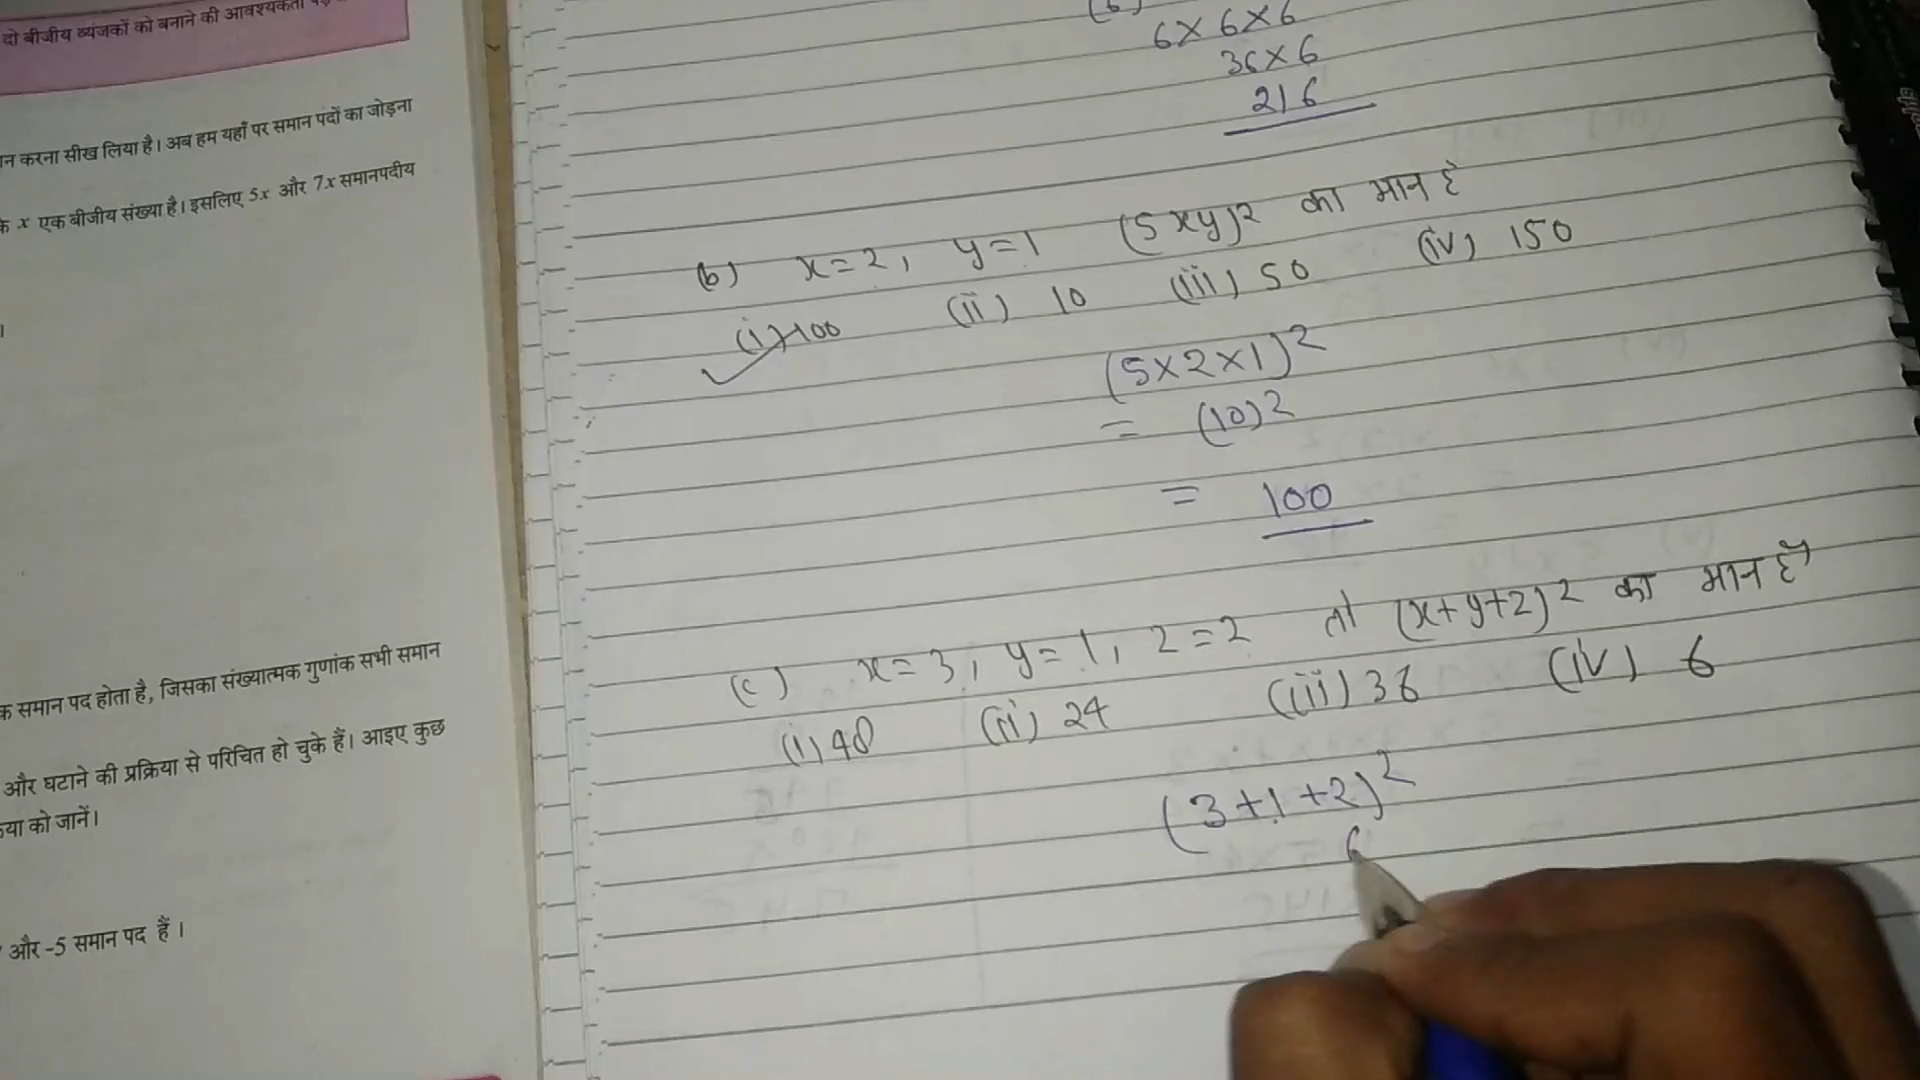 दो बीजीय व्यंजकों को बनाने की आवश्यकता
करना सीख लिया है। अब हम यहाँ पर समान पदों का जोड़ना
x एक बीजीय संख्या है। इसलिए 5x और 7x समानपदीय
समान पद होता है, जिसका संख्यात्मक गुणांक सभी समान
और घटाने की प्रक्रिया से परिचित हो चुके हैं। आइए कुछ
को जानें।
और -5 समान पद हैं।
6×6×6
36×6
216
(b) x=2, y=1 (5xy)² का मान है
(i) 100 (ii) 10 (iii) 50 (iv) 150
(5×2×1)²
= (10)²
= 100
(c) x=3, y=1, 2=2 तो (x+y+2)² का मान है
(i) 48 (ii) 24 (iii) 36 (iv) 6
(3+1+2)²